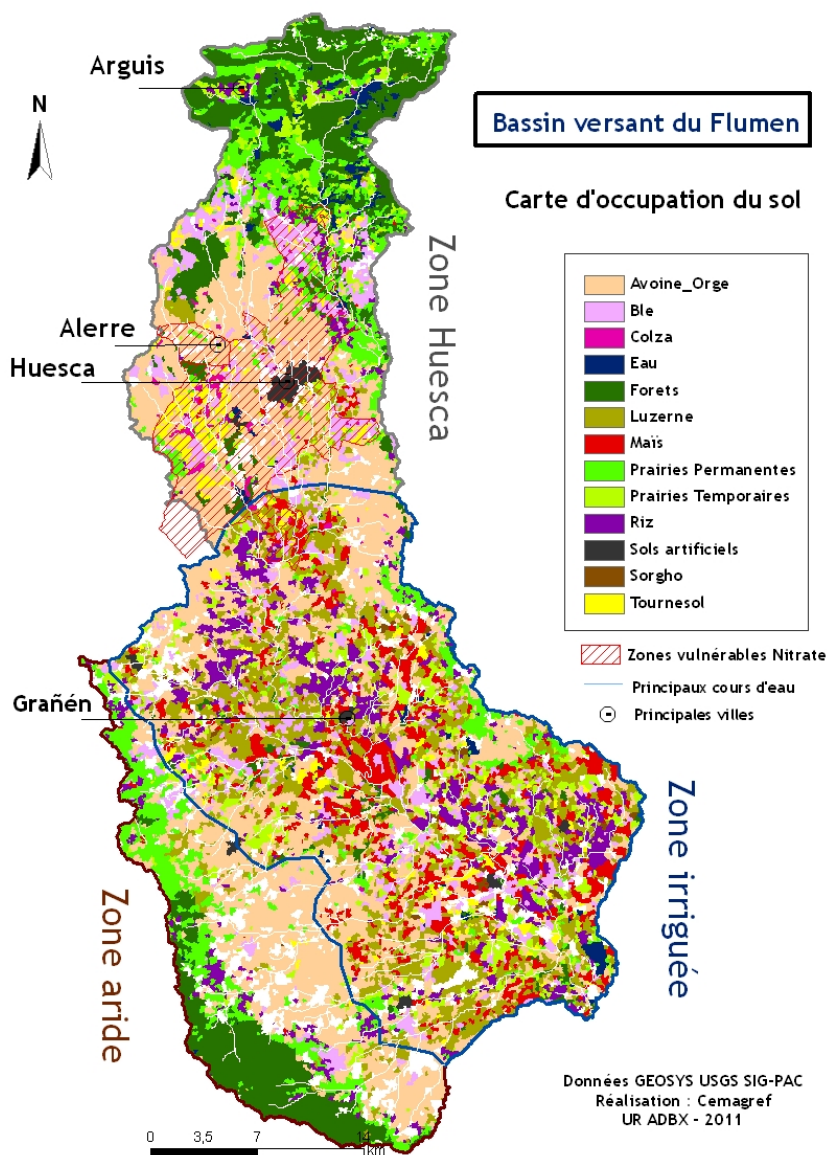 Arguis
N
Bassin versant du Flumen
Carte d'occupation du sol
Zone Huesca
Alerre
Huesca
Avoine_Orge
Ble
Colza
Eau
Forets
Luzerne
Maïs
Prairies Permanentes
Prairies Temporaires
Riz
Sols artificiels
Sorgho
Tournesol
Zones vulnérables Nitrate
Principaux cours d'eau
Principales villes
Grañén
Zone irriguée
Zone aride
Données GEOSYS USGS SIG-PAC
Réalisation : Cemagref
UR ADBX - 2011
0 3,5 7 14
km